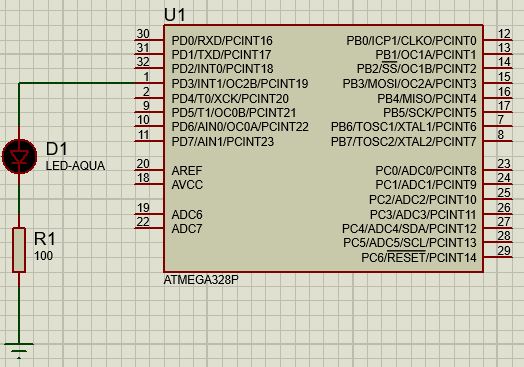 U1
30 PD0/RXD/PCINT16 PB0/ICP1/CLKO/PCINT0 12
31 PD1/TXD/PCINT17 PB1/OC1A/PCINT1 13
32 PD2/INT0/PCINT18 PB2/SS/OC1B/PCINT2 14
1 PD3/INT1/OC2B/PCINT19 PB3/MOSI/OC2A/PCINT3 15
2 PD4/T0/XCK/PCINT20 PB4/MISO/PCINT4 16
9 PD5/T1/OC0B/PCINT21 PB5/SCK/PCINT5 17
10 PD6/AIN0/OC0A/PCINT22 PB6/TOSC1/XTAL1/PCINT6 7
11 PD7/AIN1/PCINT23 PB7/TOSC2/XTAL2/PCINT7 8
20 AREF PC0/ADC0/PCINT8 23
18 AVCC PC1/ADC1/PCINT9 24
PC2/ADC2/PCINT10 25
19 ADC6 PC3/ADC3/PCINT11 26
22 ADC7 PC4/ADC4/SDA/PCINT12 27
PC5/ADC5/SCL/PCINT13 28
PC6/RESET/PCINT14 29
ATMEGA328P
D1
LED-AQUA
R1
100